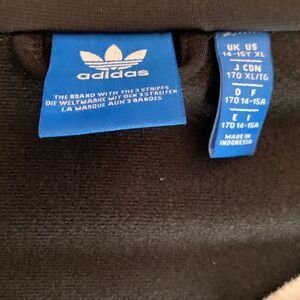 adidas
THE BRAND WITH THE 3 STRIPES
DIE WELTMARKE MIT DEN 3 STREIFEN
LA MARQUE AUX 3 BANDES
UK US
14-15Y XL
J CDN
170 XL/TG
D F
170 14-15A
E I
170 14-15A
MADE IN
INDONESIA